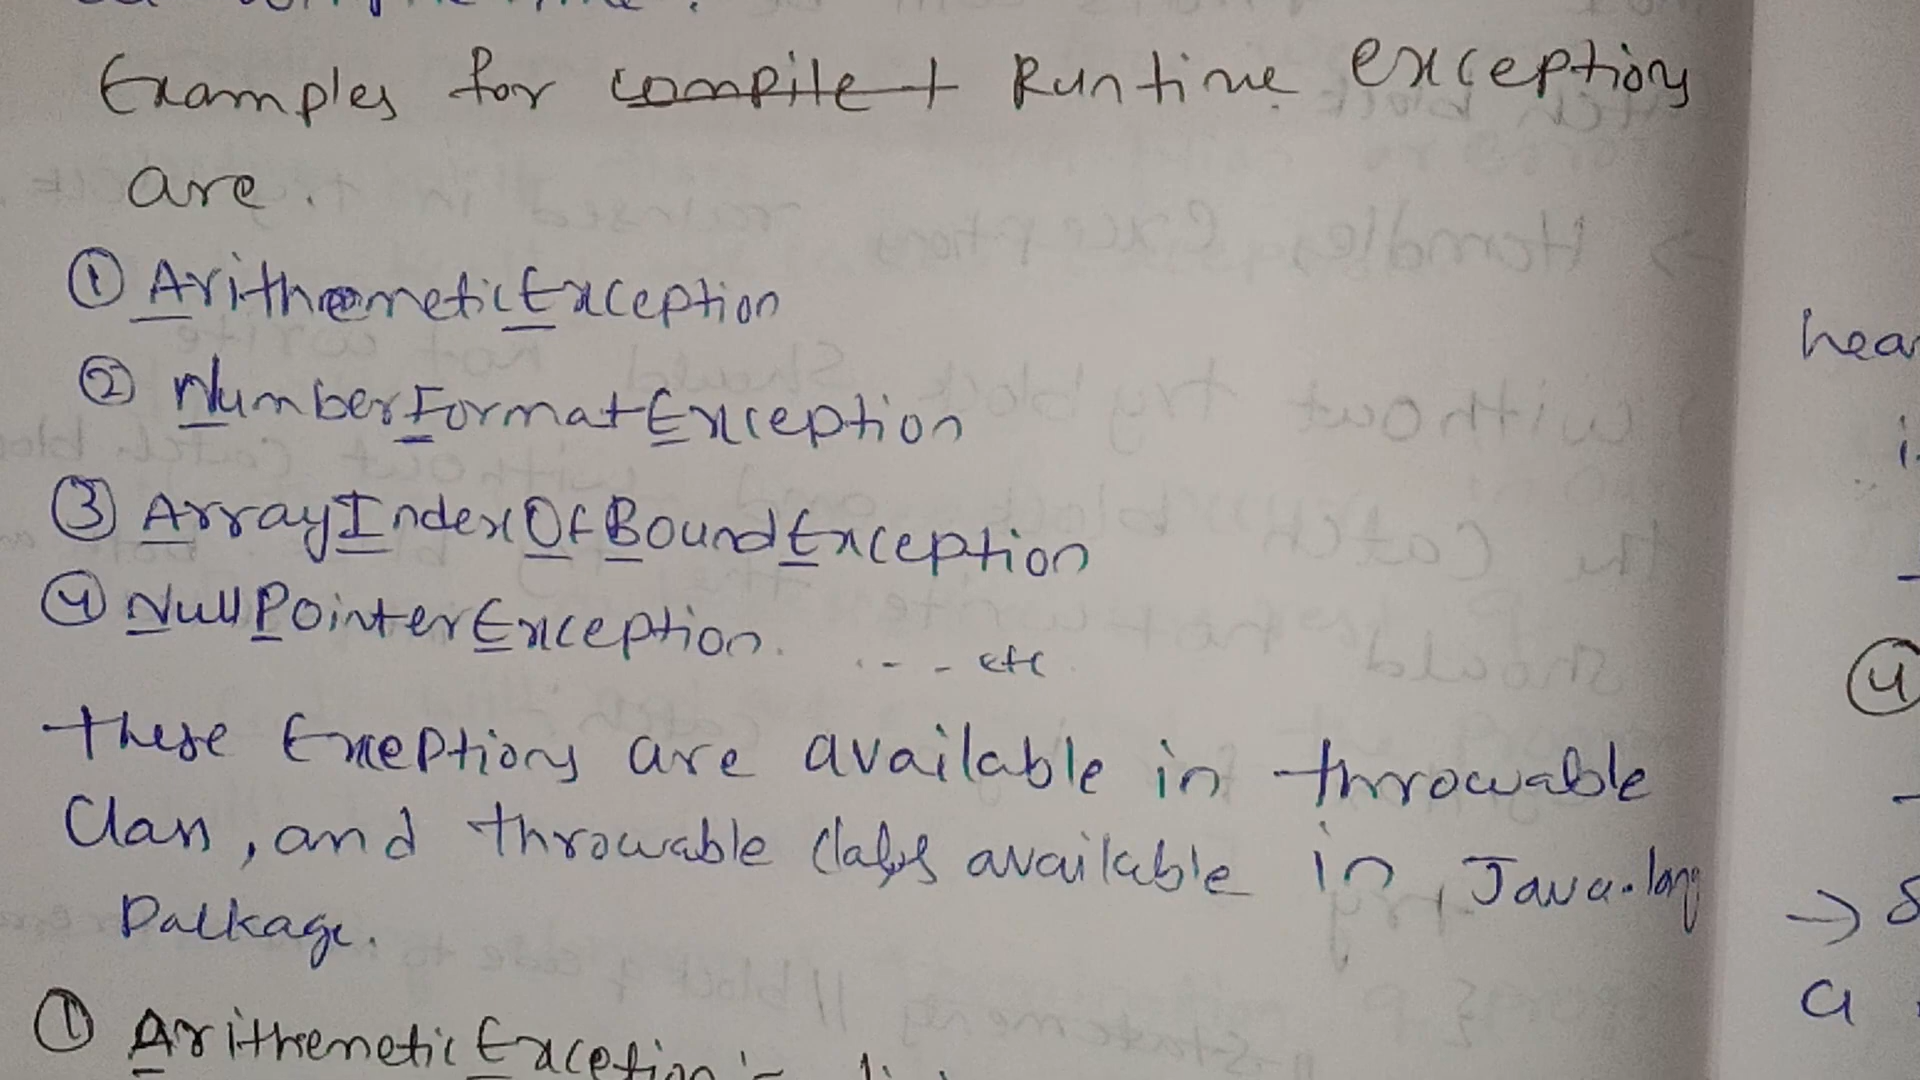 Examples for compile t Runtime exceptions
are.
① ArithemeticException
② NumberFormatException
③ ArrayIndexOfBoundException
④ NullPointerException. . - - etc
These Exceptions are available in throwable
Class, and throwable class available in Java.lang
Package.
① ArithemeticException
hea
④
→
a